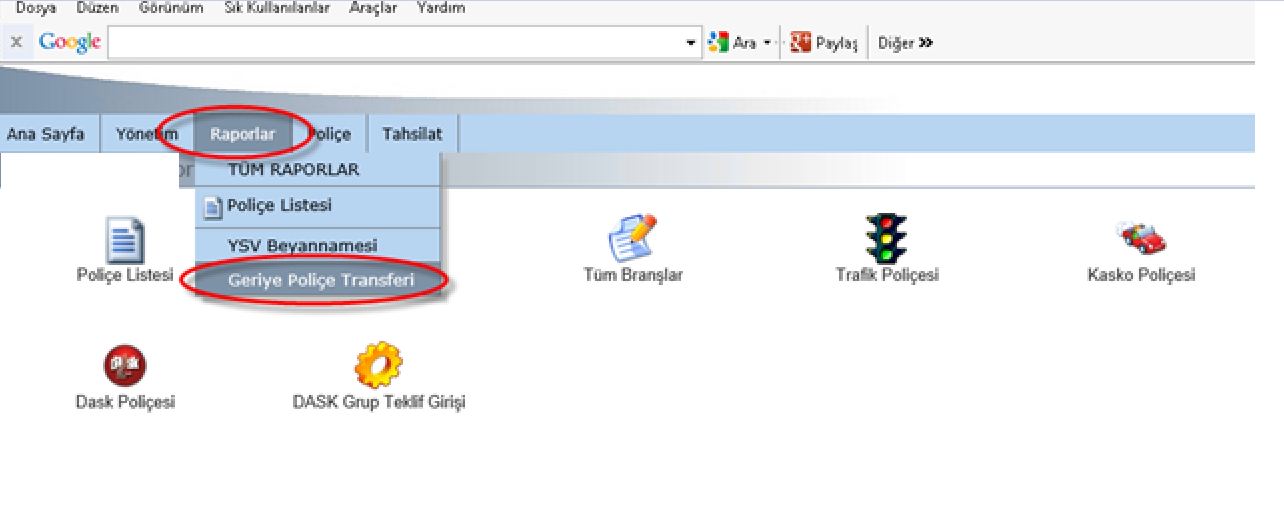 Dosya Düzen Görünüm Sık Kullanılanlar Araçlar Yardım
x Google Ara Paylaş Diğer »
Ana Sayfa Yönetim Raporlar Poliçe Tahsilat
TÜM RAPORLAR
Poliçe Listesi
YSV Beyannamesi
Geriye Poliçe Transferi
Poliçe Listesi Tüm Branşlar Trafik Poliçesi Kasko Poliçesi
Dask Poliçesi DASK Grup Teklif Girişi